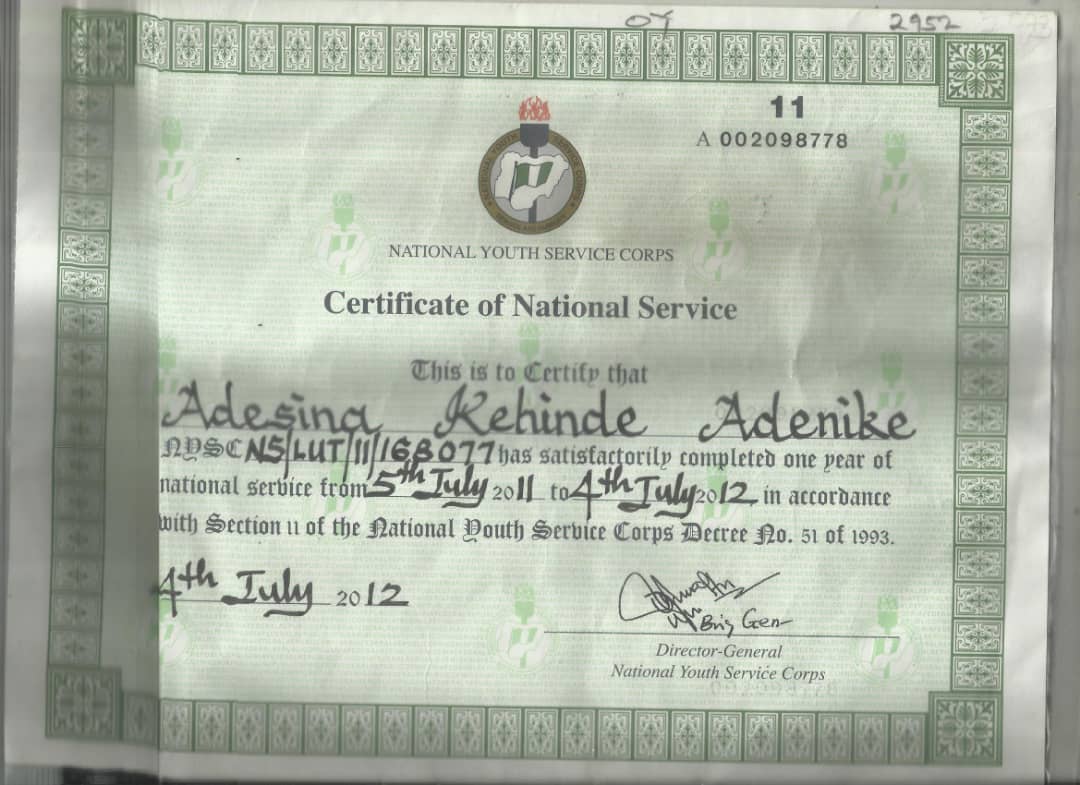 OY 2952
11
A 002098778
NATIONAL YOUTH SERVICE CORPS
Certificate of National Service
This is to Certify that
Adesina Kehinde Adenike
NYSC NS/LUT/11/168077 has satisfactorily completed one year of
national service from 5th July 2011 to 4th July 2012 in accordance
with Section 11 of the National Youth Service Corps Decree No. 51 of 1993.
4th July 2012
Brig Gen
Director-General
National Youth Service Corps